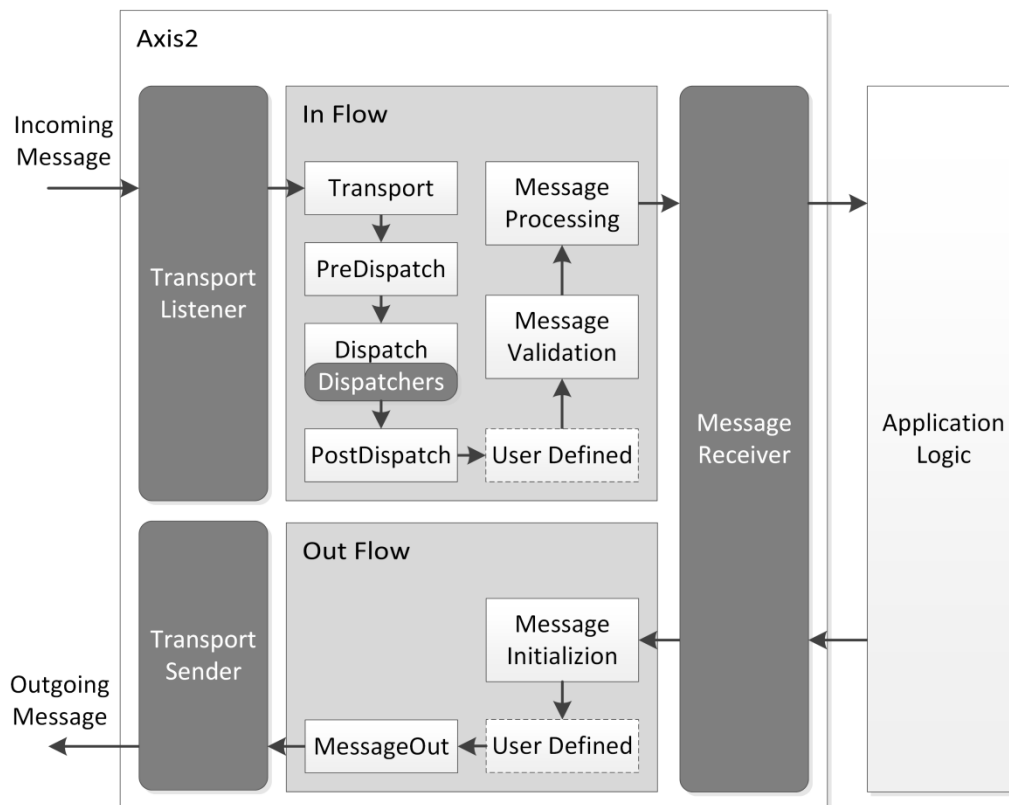 Axis2
Incoming
Message
Transport
Listener
In Flow
Transport
PreDispatch
Dispatch
Dispatchers
PostDispatch
User Defined
Message
Validation
Message
Processing
Message
Receiver
Application
Logic
Out Flow
Message
Initializion
User Defined
MessageOut
Transport
Sender
Outgoing
Message